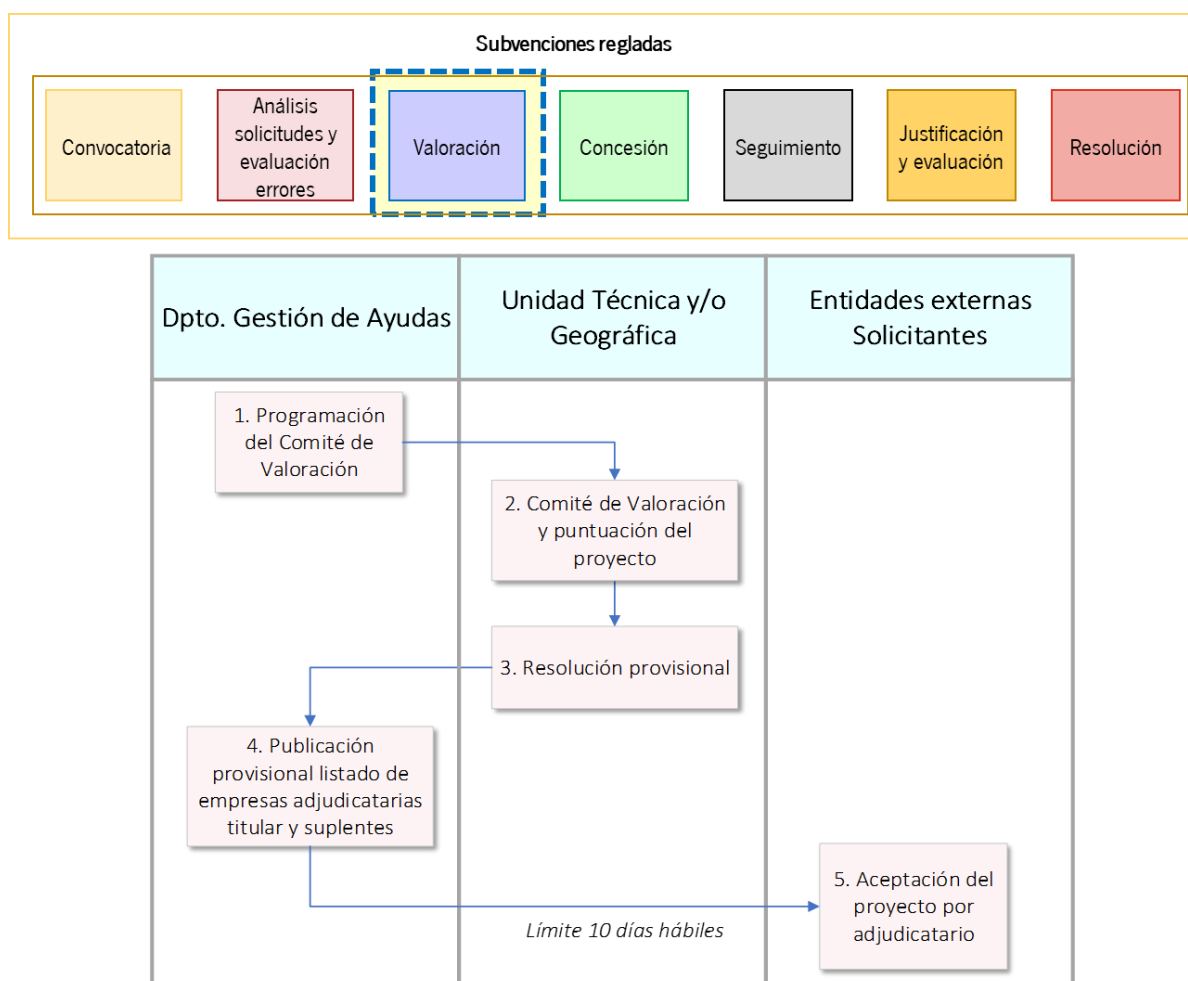 Subvenciones regladas
Convocatoria
Análisis
solicitudes y
evaluación
errores
Valoración
Concesión
Seguimiento
Justificación
y evaluación
Resolución
Dpto. Gestión de Ayudas
Unidad Técnica y/o
Geográfica
Entidades externas
Solicitantes
1. Programación
del Comité de
Valoración
2. Comité de Valoración
y puntuación del
proyecto
3. Resolución provisional
4. Publicación
provisional listado de
empresas adjudicatarias
titular y suplentes
5. Aceptación del
proyecto por
adjudicatario
Límite 10 días hábiles